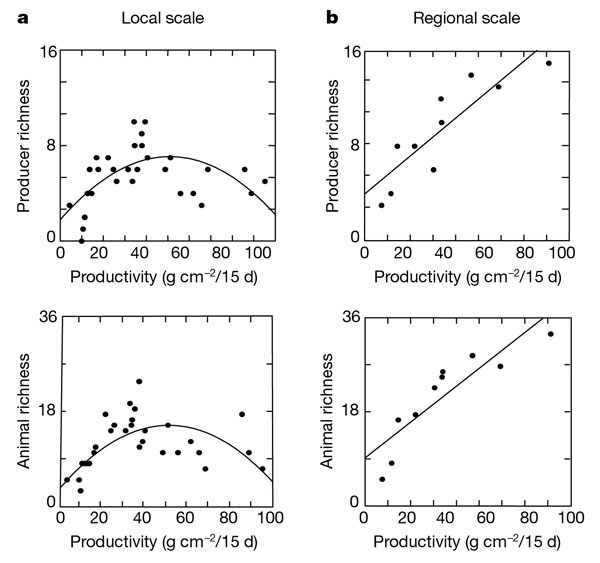 a Local scale
b Regional scale
16
8
0
Producer richness
0 20 40 60 80 100
Productivity (g cm−2/15 d)
16
8
0
Producer richness
0 20 40 60 80 100
Productivity (g cm−2/15 d)
36
18
0
Animal richness
0 20 40 60 80 100
Productivity (g cm−2/15 d)
36
18
0
Animal richness
0 20 40 60 80 100
Productivity (g cm−2/15 d)